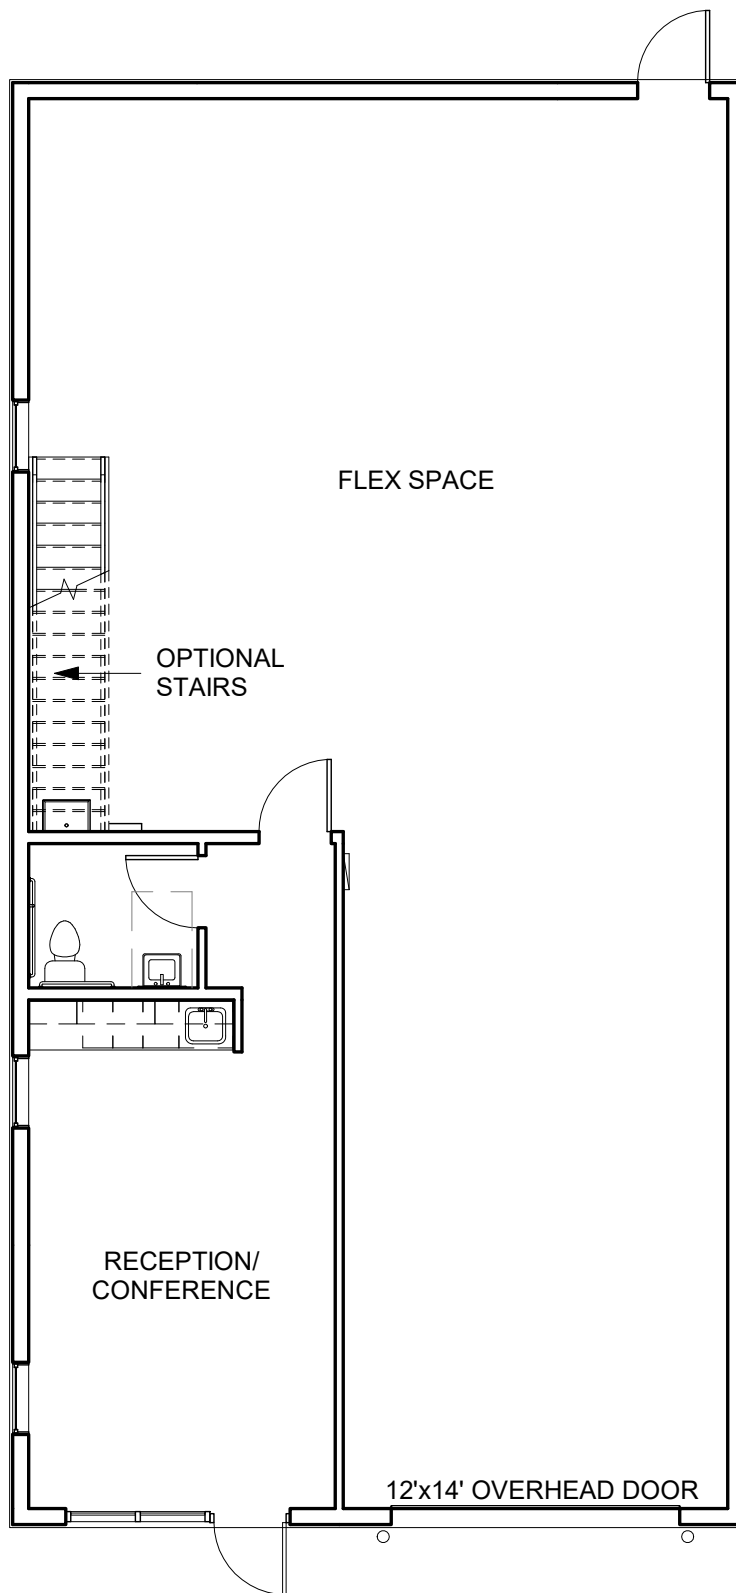 FLEX SPACE
OPTIONAL
STAIRS
RECEPTION/
CONFERENCE
12'x14' OVERHEAD DOOR